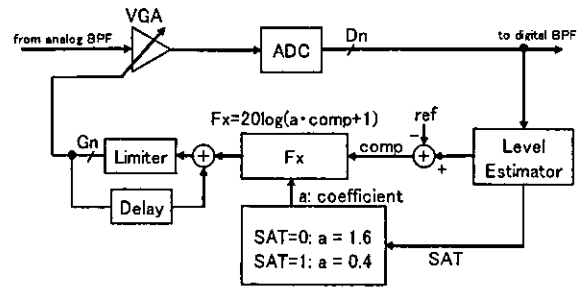 VGA
from analog BPF
ADC
Dn
to digital BPF
Fx=20log(a・comp+1)
ref
−
Gn
Limiter
+
Fx
comp
+
+
Level
Estimator
Delay
a: coefficient
SAT=0: a = 1.6
SAT=1: a = 0.4
SAT